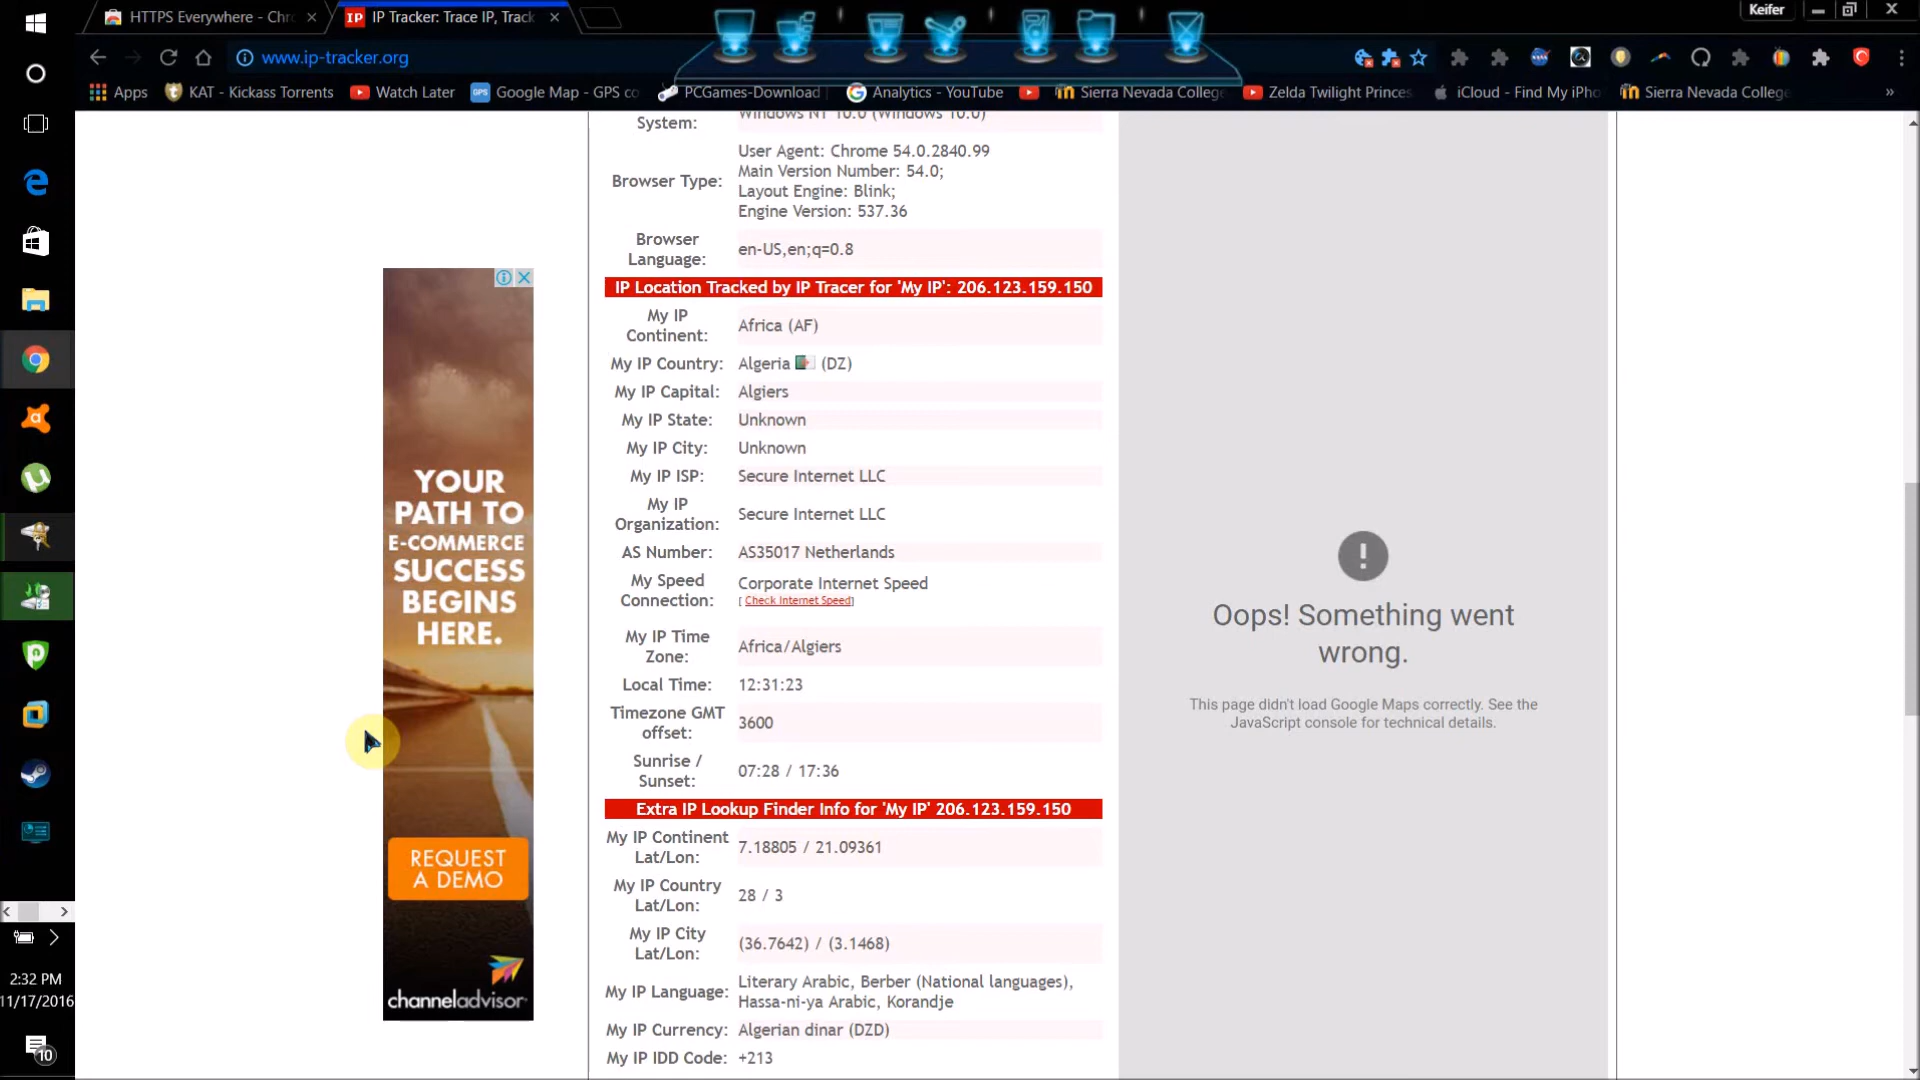 HTTPS Everywhere - Chr
IP Tracker: Trace IP, Track
Keifer
www.ip-tracker.org
Apps
KAT - Kickass Torrents
Watch Later
Google Map - GPS co
PCGames-Download
Analytics - YouTube
Sierra Nevada College
Zelda Twilight Princes
iCloud - Find My iPho
Sierra Nevada College
»
System:
Windows NT 10.0 (Windows 10.0)
Browser Type:
User Agent: Chrome 54.0.2840.99
Main Version Number: 54.0;
Layout Engine: Blink;
Engine Version: 537.36
Browser
Language:
en-US,en;q=0.8
IP Location Tracked by IP Tracer for 'My IP': 206.123.159.150
My IP
Continent:
Africa (AF)
My IP Country:
Algeria (DZ)
My IP Capital:
Algiers
My IP State:
Unknown
My IP City:
Unknown
My IP ISP:
Secure Internet LLC
My IP
Organization:
Secure Internet LLC
AS Number:
AS35017 Netherlands
My Speed
Connection:
Corporate Internet Speed
[ Check Internet Speed]
My IP Time
Zone:
Africa/Algiers
Local Time:
12:31:23
Timezone GMT
offset:
3600
Sunrise /
Sunset:
07:28 / 17:36
Extra IP Lookup Finder Info for 'My IP' 206.123.159.150
My IP Continent
Lat/Lon:
7.18805 / 21.09361
My IP Country
Lat/Lon:
28 / 3
My IP City
Lat/Lon:
(36.7642) / (3.1468)
My IP Language:
Literary Arabic, Berber (National languages),
Hassa-ni-ya Arabic, Korandje
My IP Currency:
Algerian dinar (DZD)
My IP IDD Code:
+213
YOUR
PATH TO
E-COMMERCE
SUCCESS
BEGINS
HERE.
REQUEST
A DEMO
channeladvisor
Oops! Something went
wrong.
This page didn't load Google Maps correctly. See the
JavaScript console for technical details.
2:32 PM
11/17/2016
10